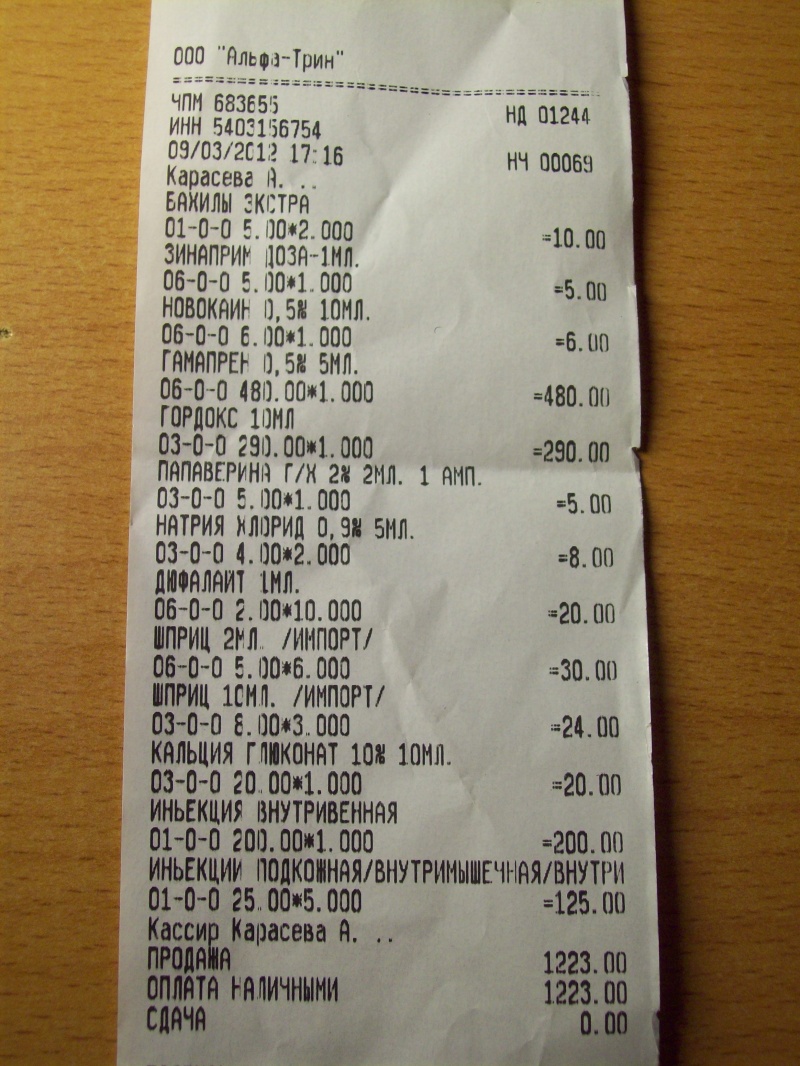 ООО "Альфа-Трин"
ЧПМ 683655 НД 01244
ИНН 5403156754
09/03/2012 17:16 НЧ 00069
Карасева А. ..
БАХИЛЫ ЭКСТРА
01-0-0 5.00*2.000 =10.00
ЗИНАПРИМ ДОЗА-1МЛ.
06-0-0 5.00*1.000 =5.00
НОВОКАИН 0,5% 10МЛ.
06-0-0 6.00*1.000 =6.00
ГАМАПРЕН 0,5% 5МЛ.
06-0-0 480.00*1.000 =480.00
ГОРДОКС 10МЛ
03-0-0 290.00*1.000 =290.00
ПАПАВЕРИНА Г/Х 2% 2МЛ. 1 АМП.
03-0-0 5.00*1.000 =5.00
НАТРИЯ ХЛОРИД 0,9% 5МЛ.
03-0-0 4.00*2.000 =8.00
ДЮФАЛАЙТ 1МЛ.
06-0-0 2.00*10.000 =20.00
ШПРИЦ 2МЛ. /ИМПОРТ/
06-0-0 5.00*6.000 =30.00
ШПРИЦ 10МЛ. /ИМПОРТ/
03-0-0 8.00*3.000 =24.00
КАЛЬЦИЯ ГЛЮКОНАТ 10% 10МЛ.
03-0-0 20.00*1.000 =20.00
ИНЬЕКЦИЯ ВНУТРИВЕННАЯ
01-0-0 200.00*1.000 =200.00
ИНЬЕКЦИИ ПОДКОЖНАЯ/ВНУТРИМЫШЕЧНАЯ/ВНУТРИ
01-0-0 25.00*5.000 =125.00
Кассир Карасева А. ..
ПРОДАЖА 1223.00
ОПЛАТА НАЛИЧНЫМИ 1223.00
СДАЧА 0.00